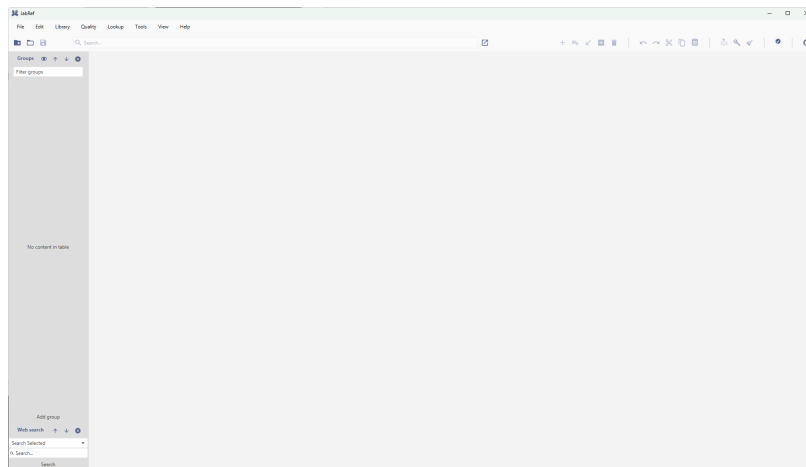 JabRef
File Edit Library Quality Lookup Tools View Help
Search...
Groups
Filter groups
No content in table
Add group
Web search
Search Selected
Search...
Search